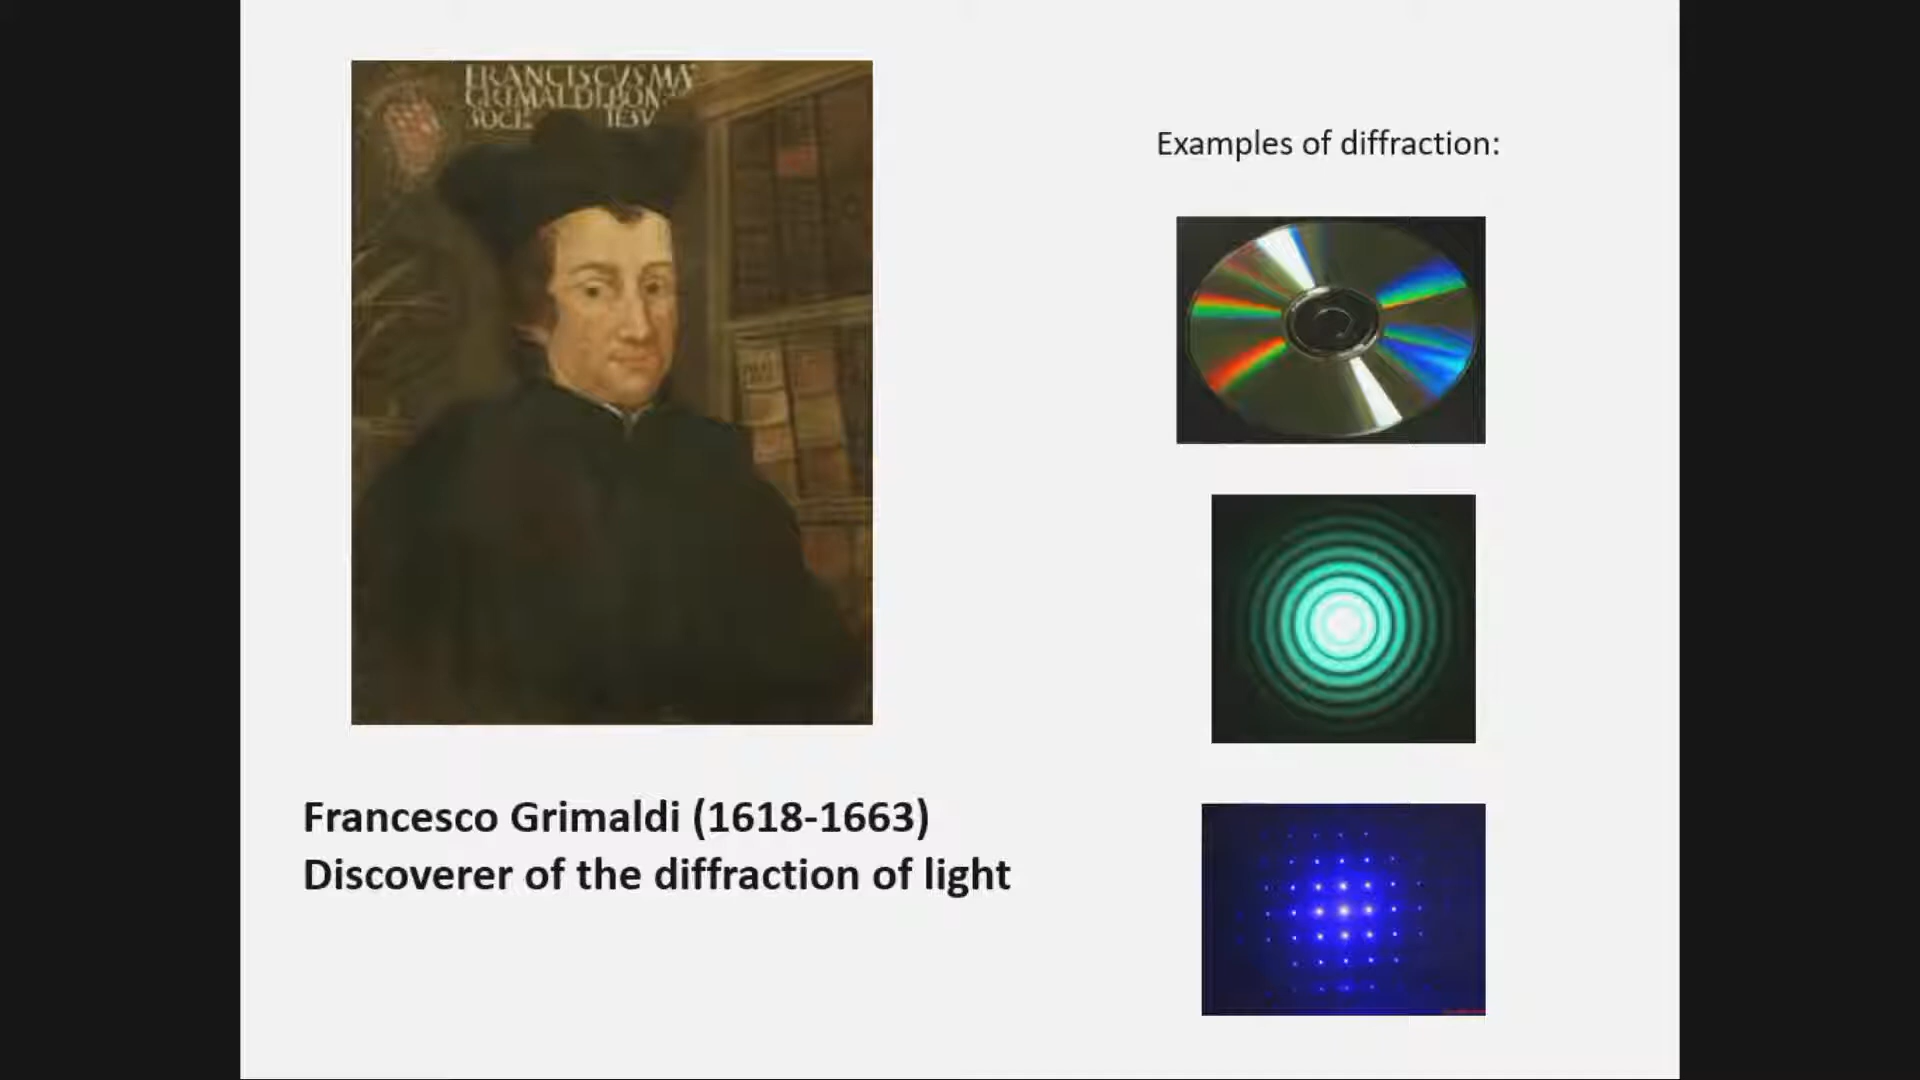 FRANCISCVS MA
GRIMALDI BON
SOCI IESV
Examples of diffraction:
Francesco Grimaldi (1618-1663)
Discoverer of the diffraction of light